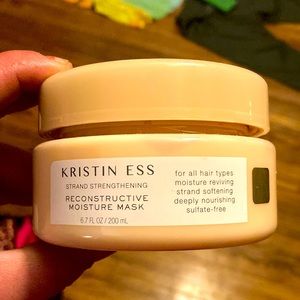 KRISTIN ESS
STRAND STRENGTHENING
RECONSTRUCTIVE
MOISTURE MASK
6.7 FL OZ / 200 mL
for all hair types
moisture reviving
strand softening
deeply nourishing
sulfate-free